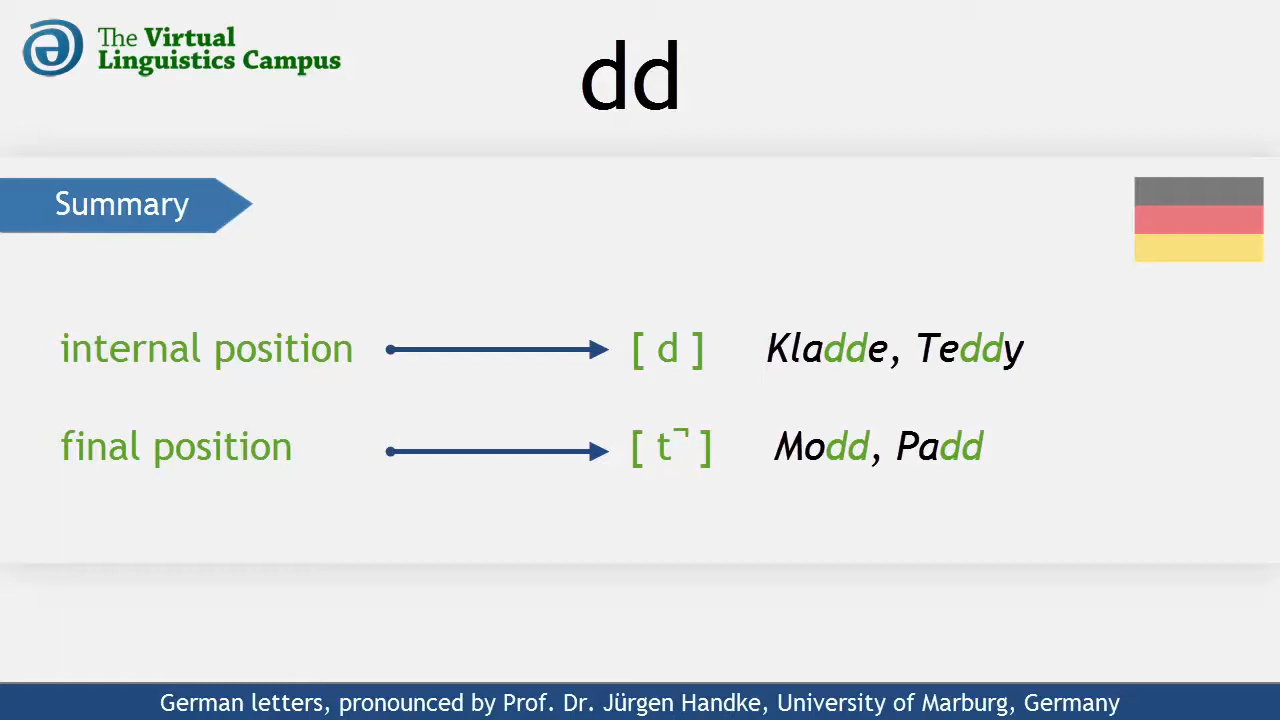 The Virtual
Linguistics Campus
dd
Summary
internal position [ d ] Kladde, Teddy
final position [ t̚ ] Modd, Padd
German letters, pronounced by Prof. Dr. Jürgen Handke, University of Marburg, Germany